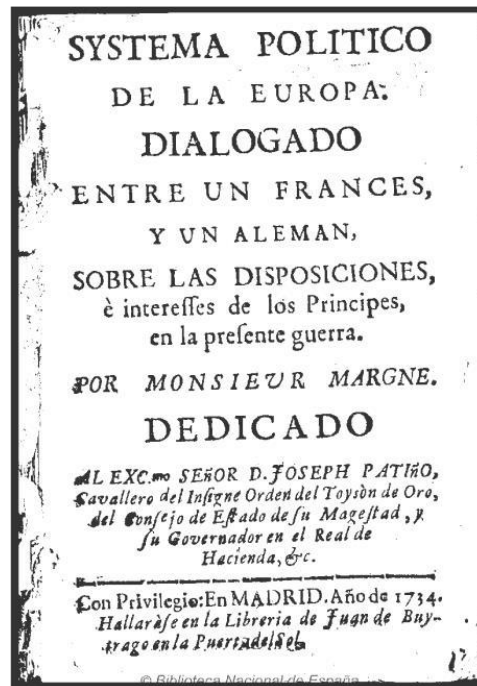 SYSTEMA POLITICO
DE LA EUROPA.
DIALOGADO
ENTRE UN FRANCES,
Y UN ALEMAN,
SOBRE LAS DISPOSICIONES,
è intereſſes de los Principes,
en la preſente guerra.
POR MONSIEUR MARGNE.
DEDICADO
AL EXC.mo SEñOR D. JOSEPH PATIñO,
Cavallero del Inſigne Orden del Toyſòn de Oro,
del Conſejo de Eſtado de ſu Mageſtad, y
ſu Governador en el Real de
Hacienda, &c.
Con Privilegio: En MADRID. Año de 1734.
Hallaràſe en la Libreria de Juan de Buy-
trago en la Puerta del Sol.
© Biblioteca Nacional de España